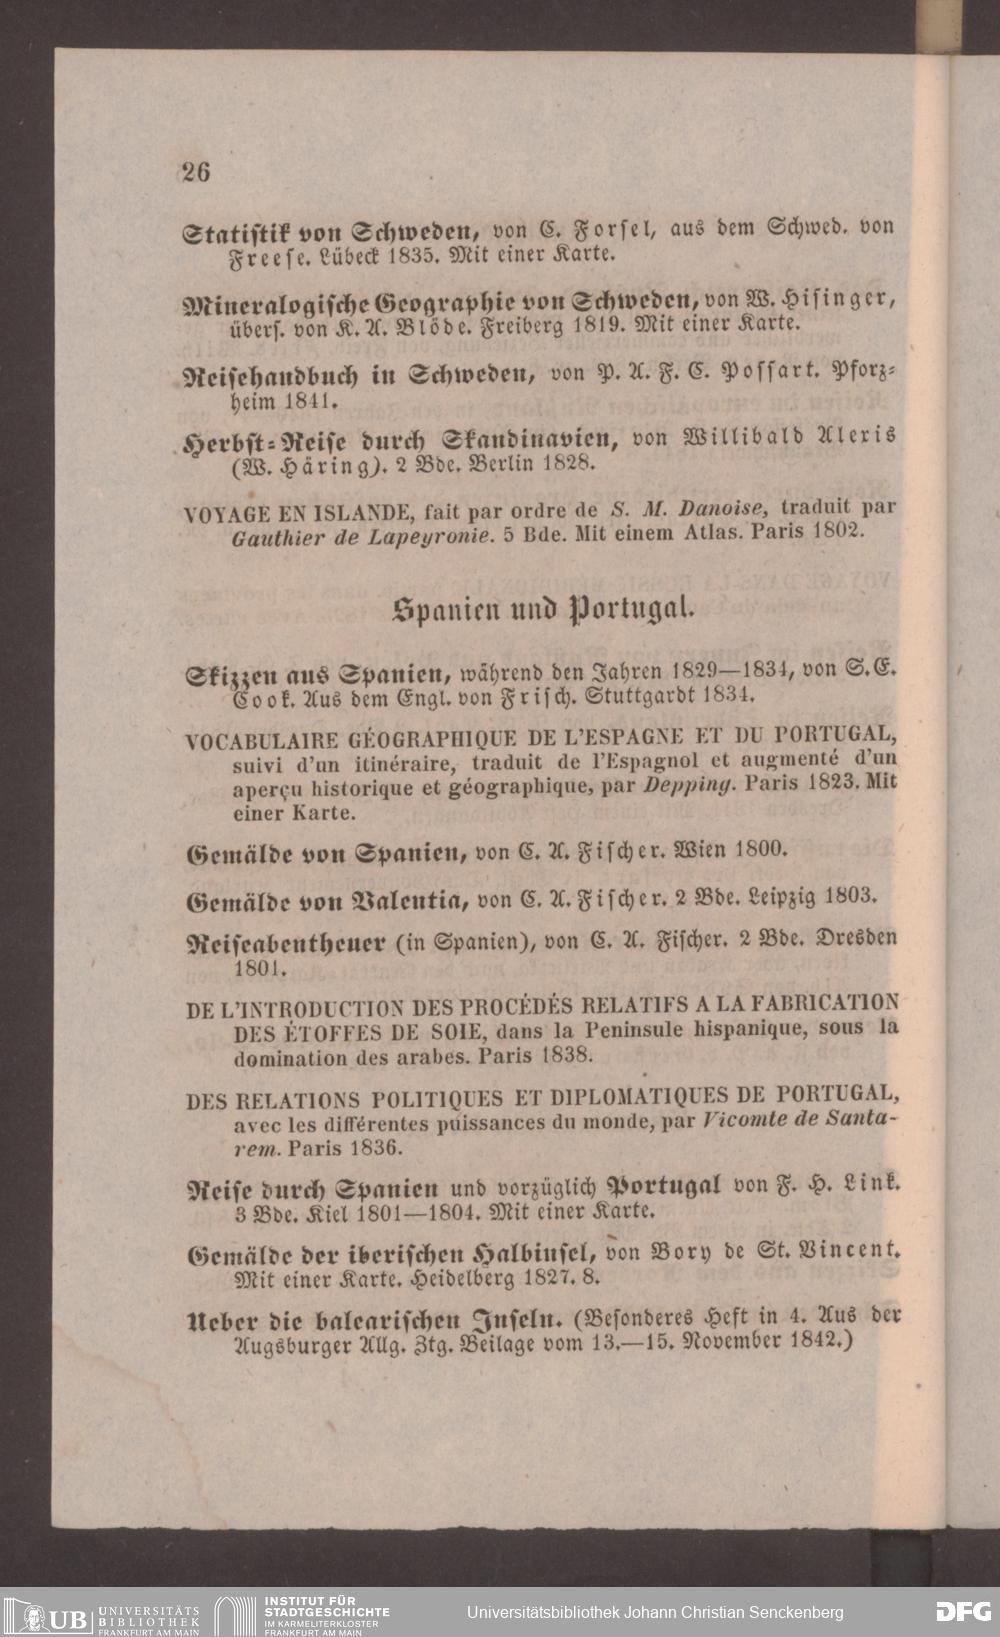 26
Statistik von Schweden, von C. Forsel, aus dem Schwed. von
Freese. Lübeck 1835. Mit einer Karte.
Mineralogische Geographie von Schweden, von W. Hisinger,
übers. von K. A. Blöde. Freiberg 1819. Mit einer Karte.
Reisehandbuch in Schweden, von P. A. F. C. Possart. Pforz-
heim 1841.
Herbst-Reise durch Skandinavien, von Willibald Alexis
(W. Häring). 2 Bde. Berlin 1828.
VOYAGE EN ISLANDE, fait par ordre de S. M. Danoise, traduit par
Gauthier de Lapeyronie. 5 Bde. Mit einem Atlas. Paris 1802.
Spanien und Portugal.
Skizzen aus Spanien, während den Jahren 1829—1834, von S. E.
Cook. Aus dem Engl. von Frisch. Stuttgardt 1834.
VOCABULAIRE GÉOGRAPHIQUE DE L'ESPAGNE ET DU PORTUGAL,
suivi d'un itinéraire, traduit de l'Espagnol et augmenté d'un
aperçu historique et géographique, par Depping. Paris 1823. Mit
einer Karte.
Gemälde von Spanien, von C. A. Fischer. Wien 1800.
Gemälde von Valentia, von C. A. Fischer. 2 Bde. Leipzig 1803.
Reiseabentheuer (in Spanien), von C. A. Fischer. 2 Bde. Dresden
1801.
DE L'INTRODUCTION DES PROCÉDÉS RELATIFS A LA FABRICATION
DES ÉTOFFES DE SOIE, dans la Peninsule hispanique, sous la
domination des arabes. Paris 1838.
DES RELATIONS POLITIQUES ET DIPLOMATIQUES DE PORTUGAL,
avec les différentes puissances du monde, par Vicomte de Santa-
rem. Paris 1836.
Reise durch Spanien und vorzüglich Portugal von F. H. Link.
3 Bde. Kiel 1801—1804. Mit einer Karte.
Gemälde der iberischen Halbinsel, von Bory de St. Vincent.
Mit einer Karte. Heidelberg 1827. 8.
Ueber die balearischen Inseln. (Besonderes Heft in 4. Aus der
Augsburger Allg. Ztg. Beilage vom 13.—15. November 1842.)
UB UNIVERSITÄTS
BIBLIOTHEK
FRANKFURT AM MAIN
INSTITUT FÜR
STADTGESCHICHTE
IM KARMELITERKLOSTER
FRANKFURT AM MAIN
Universitätsbibliothek Johann Christian Senckenberg
DFG